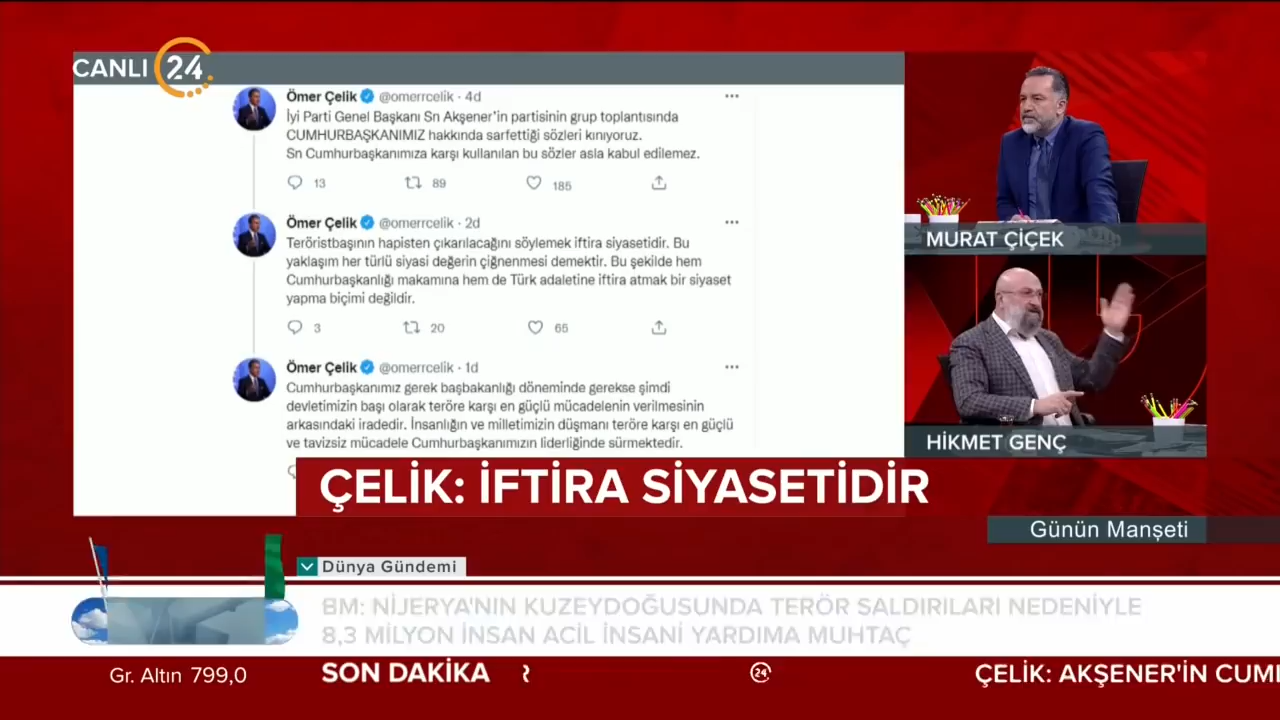 CANLI 24
Ömer Çelik @omerrcelik · 4d
İyi Parti Genel Başkanı Sn Akşener'in partisinin grup toplantısında
CUMHURBAŞKANIMIZ hakkında sarfettiği sözleri kınıyoruz.
Sn Cumhurbaşkanımıza karşı kullanılan bu sözler asla kabul edilemez.
13 89 185
Ömer Çelik @omerrcelik · 2d
Teröristbaşının hapisten çıkarılacağını söylemek iftira siyasetidir. Bu
yaklaşım her türlü siyasi değerin çiğnenmesi demektir. Bu şekilde hem
Cumhurbaşkanlığı makamına hem de Türk adaletine iftira atmak bir siyaset
yapma biçimi değildir.
3 20 65
Ömer Çelik @omerrcelik · 1d
Cumhurbaşkanımız gerek başbakanlığı döneminde gerekse şimdi
devletimizin başı olarak teröre karşı en güçlü mücadelenin verilmesinin
arkasındaki iradedir. İnsanlığın ve milletimizin düşmanı teröre karşı en güçlü
ve tavizsiz mücadele Cumhurbaşkanımızın liderliğinde sürmektedir.
MURAT ÇİÇEK
HİKMET GENÇ
ÇELİK: İFTİRA SİYASETİDİR
Günün Manşeti
Dünya Gündemi
BM: NİJERYA'NIN KUZEYDOĞUSUNDA TERÖR SALDIRILARI NEDENİYLE
8,3 MİLYON İNSAN ACİL İNSANİ YARDIMA MUHTAÇ
Gr. Altın 799,0
SON DAKİKA
24
ÇELİK: AKŞENER'İN CUM